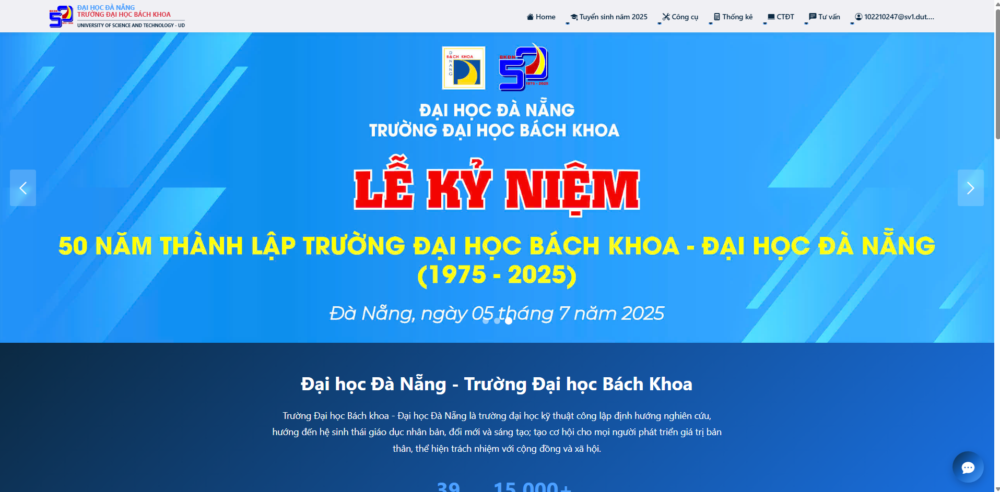 ĐẠI HỌC ĐÀ NẴNG
TRƯỜNG ĐẠI HỌC BÁCH KHOA
UNIVERSITY OF SCIENCE AND TECHNOLOGY - UD
BKĐN
1975 - 2025
Home
Tuyển sinh năm 2025
Công cụ
Thống kê
CTĐT
Tư vấn
102210247@sv1.dut....
BÁCH KHOA
DANANG
BKĐN
1975 - 2025
ĐẠI HỌC ĐÀ NẴNG
TRƯỜNG ĐẠI HỌC BÁCH KHOA
LỄ KỶ NIỆM
50 NĂM THÀNH LẬP TRƯỜNG ĐẠI HỌC BÁCH KHOA - ĐẠI HỌC ĐÀ NẴNG
(1975 - 2025)
Đà Nẵng, ngày 05 tháng 7 năm 2025
Đại học Đà Nẵng - Trường Đại học Bách Khoa
Trường Đại học Bách khoa - Đại học Đà Nẵng là trường đại học kỹ thuật công lập định hướng nghiên cứu,
hướng đến hệ sinh thái giáo dục nhân bản, đổi mới và sáng tạo; tạo cơ hội cho mọi người phát triển giá trị bản
thân, thể hiện trách nhiệm với cộng đồng và xã hội.
39
15.000+